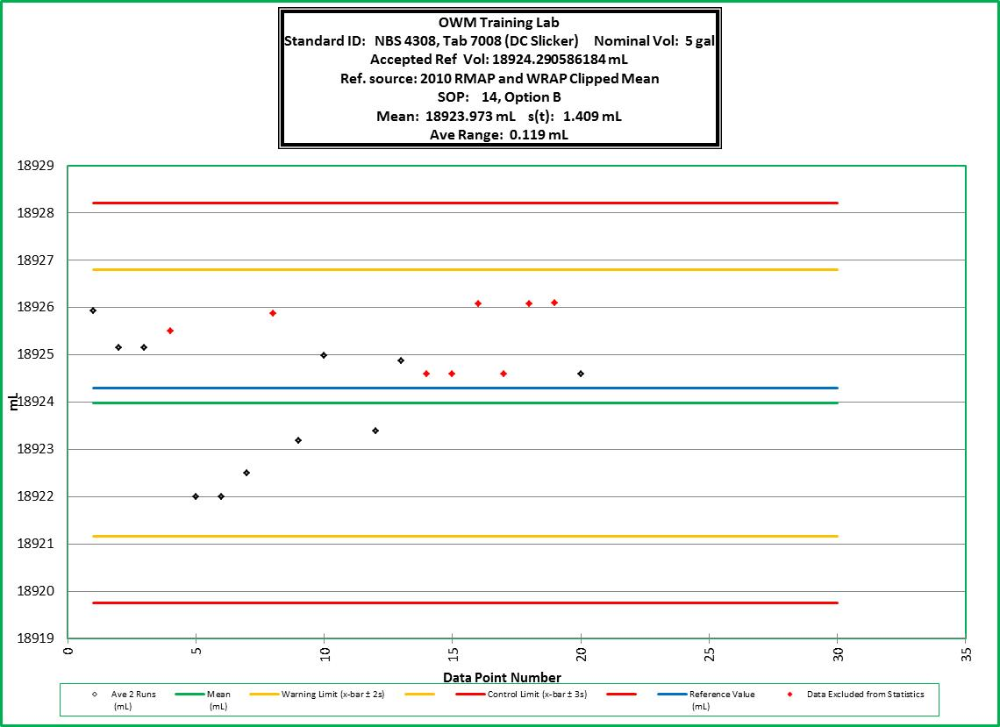 OWM Training Lab
Standard ID:   NBS 4308, Tab 7008 (DC Slicker)    Nominal Vol:  5 gal
Accepted Ref  Vol: 18924.290586184 mL
Ref. source: 2010 RMAP and WRAP Clipped Mean
SOP:    14, Option B
Mean:  18923.973 mL   s(t):   1.409 mL
Ave Range:  0.119 mL
18929
18928
18927
18926
18925
18924
18923
18922
18921
18920
18919
mL
0 5 10 15 20 25 30 35
Data Point Number
Ave 2 Runs (mL)
Mean (mL)
Warning Limit (x-bar ± 2s)
Control Limit (x-bar ± 3s)
Reference Value (mL)
Data Excluded from Statistics